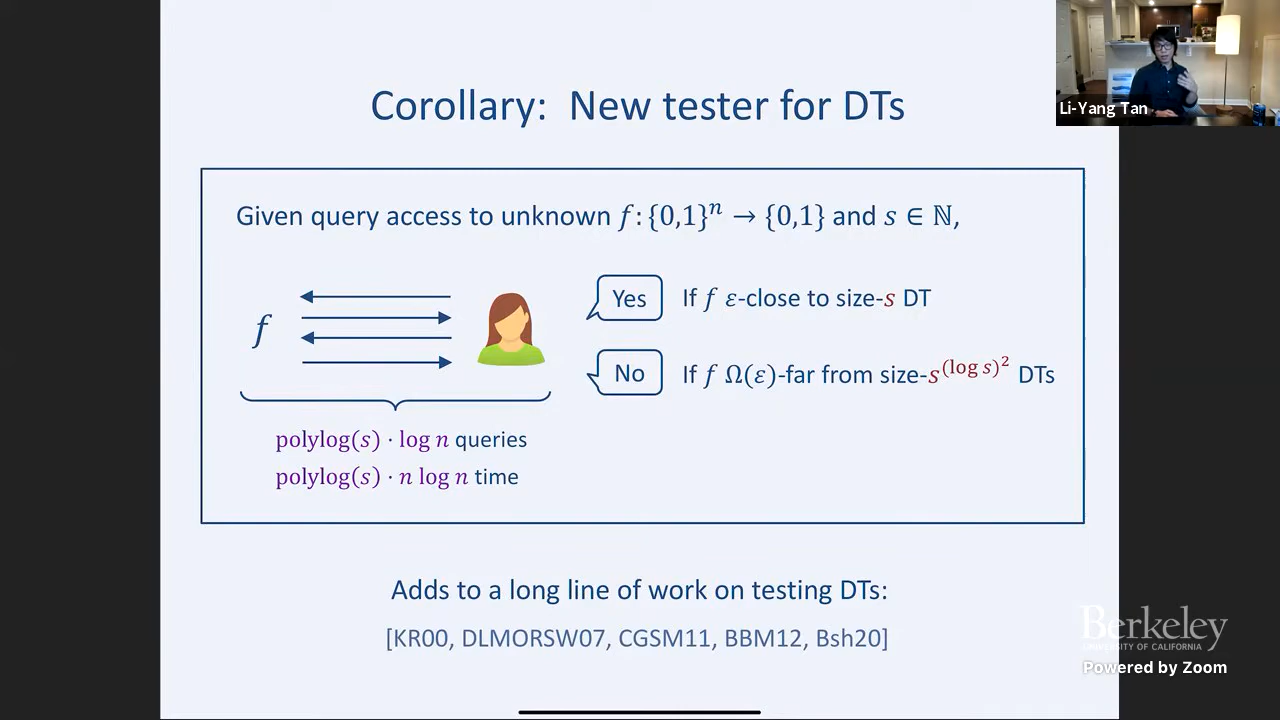 Corollary: New tester for DTs
Li-Yang Tan
Given query access to unknown f: {0,1}ⁿ → {0,1} and s ∈ ℕ,
f
Yes
If f ε-close to size-s DT
No
If f Ω(ε)-far from size-s^(log s)² DTs
polylog(s) · log n queries
polylog(s) · n log n time
Adds to a long line of work on testing DTs:
[KR00, DLMORSW07, CGSM11, BBM12, Bsh20]
Berkeley
UNIVERSITY OF CALIFORNIA
Powered by Zoom